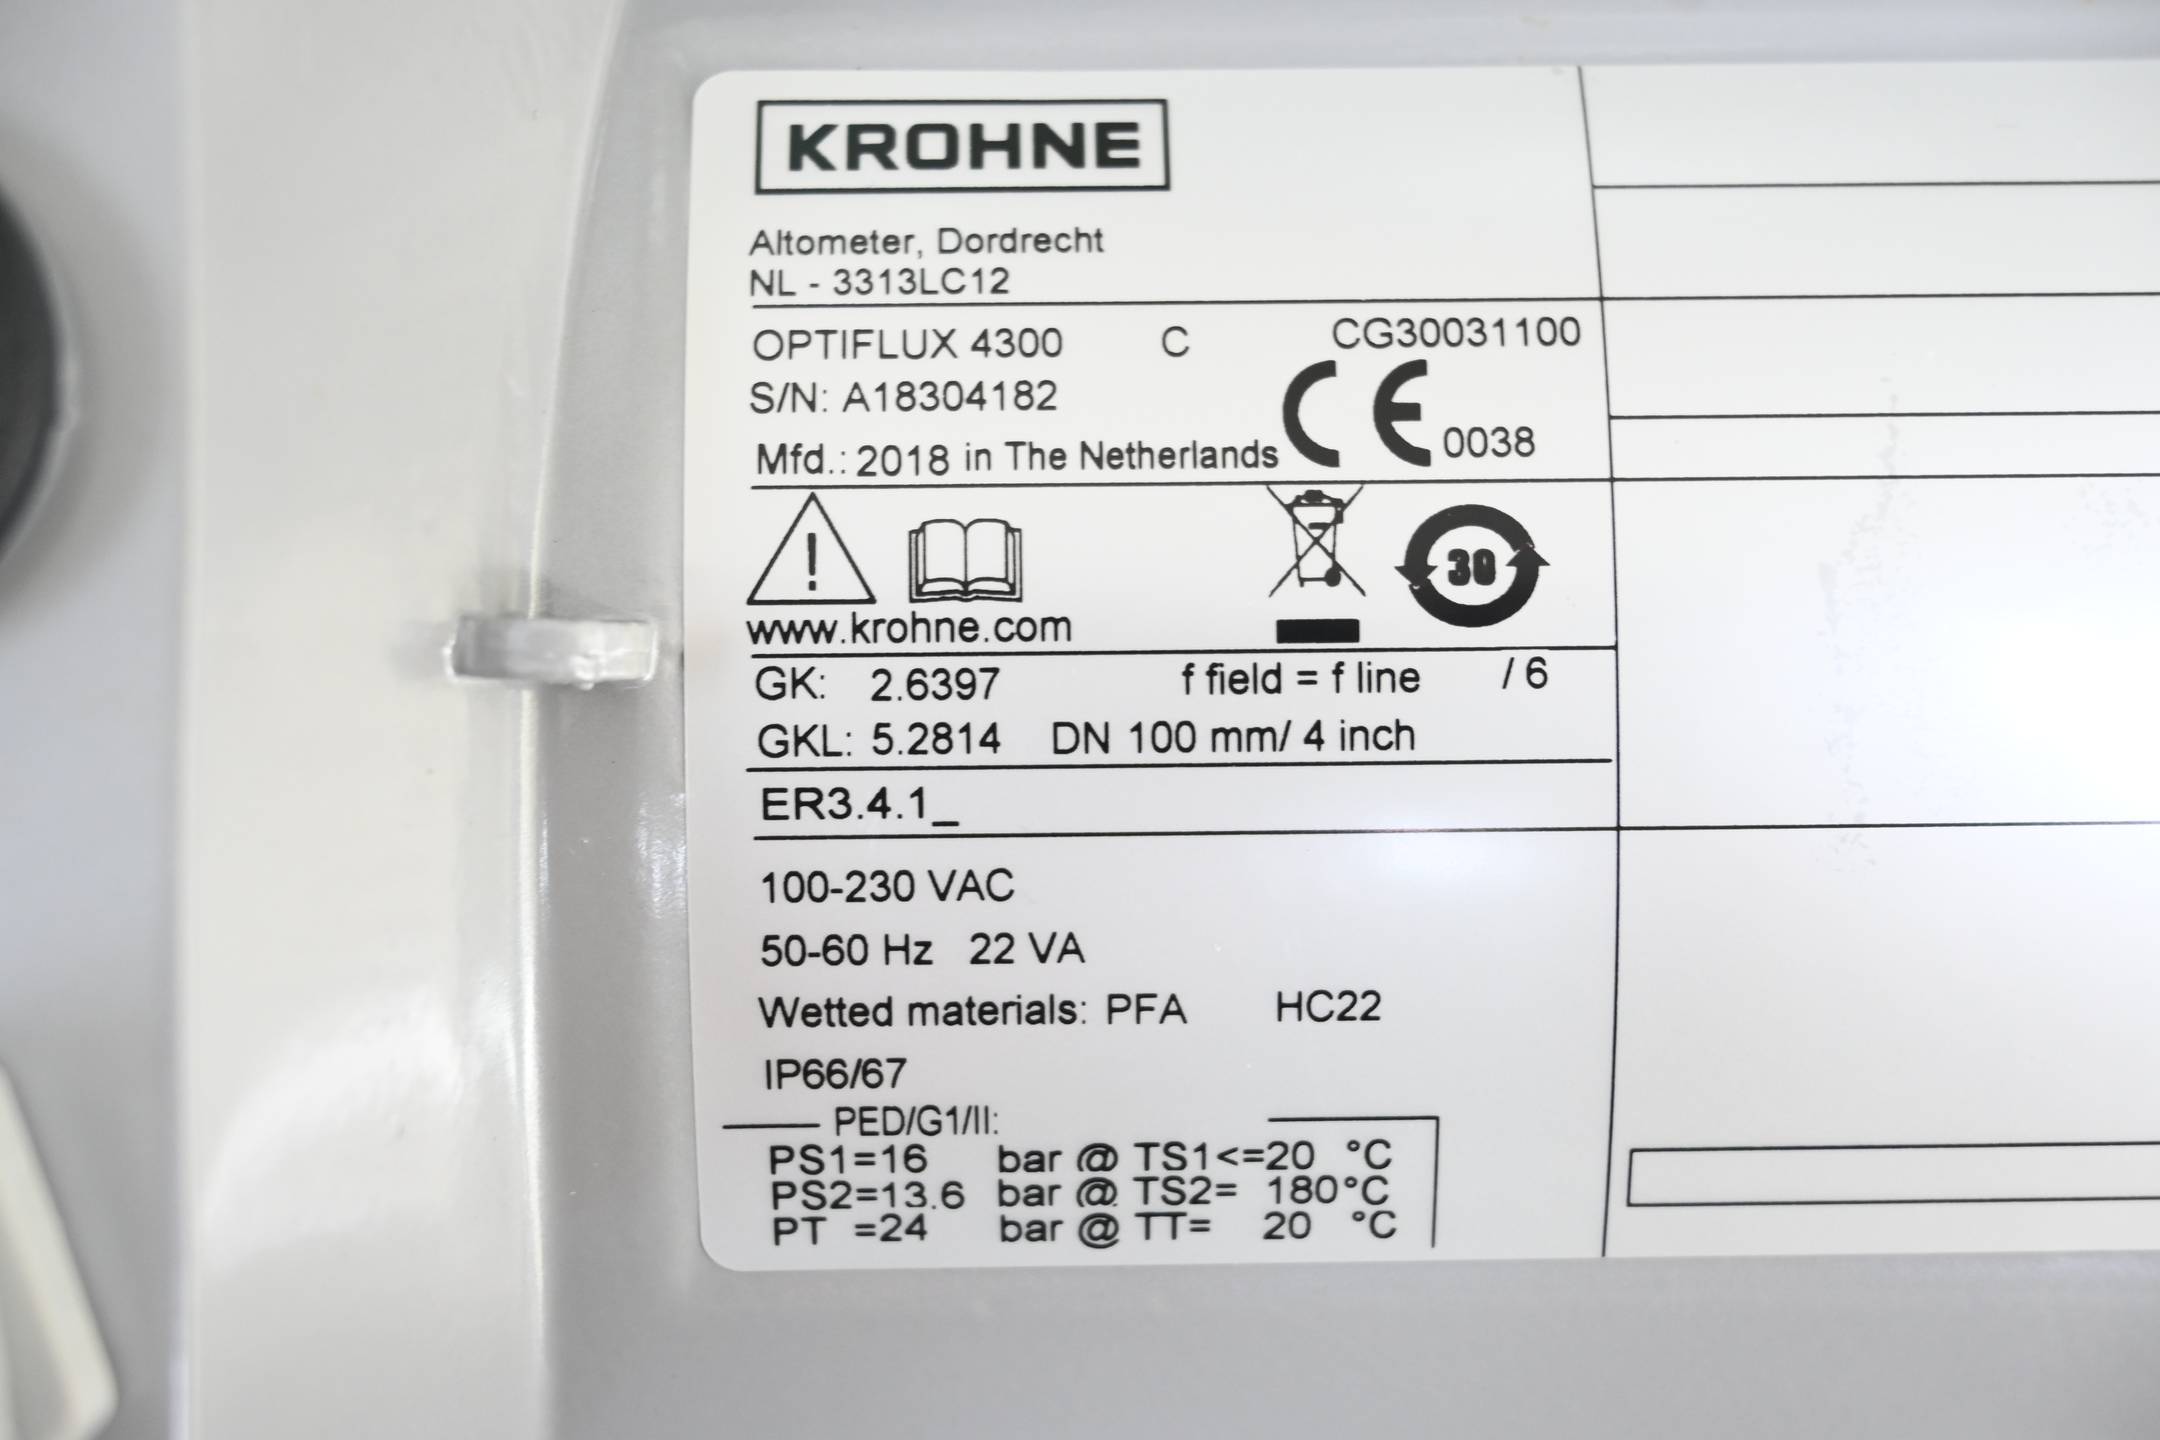 KROHNE
Altometer, Dordrecht
NL - 3313LC12
OPTIFLUX 4300 C CG30031100
S/N: A18304182
Mfd.: 2018 in The Netherlands CE 0038
! 30
www.krohne.com
GK: 2.6397 f field = f line / 6
GKL: 5.2814 DN 100 mm/ 4 inch
ER3.4.1_
100-230 VAC
50-60 Hz 22 VA
Wetted materials: PFA HC22
IP66/67
PED/G1/II:
PS1=16 bar @ TS1<=20 °C
PS2=13.6 bar @ TS2= 180°C
PT =24 bar @ TT= 20 °C